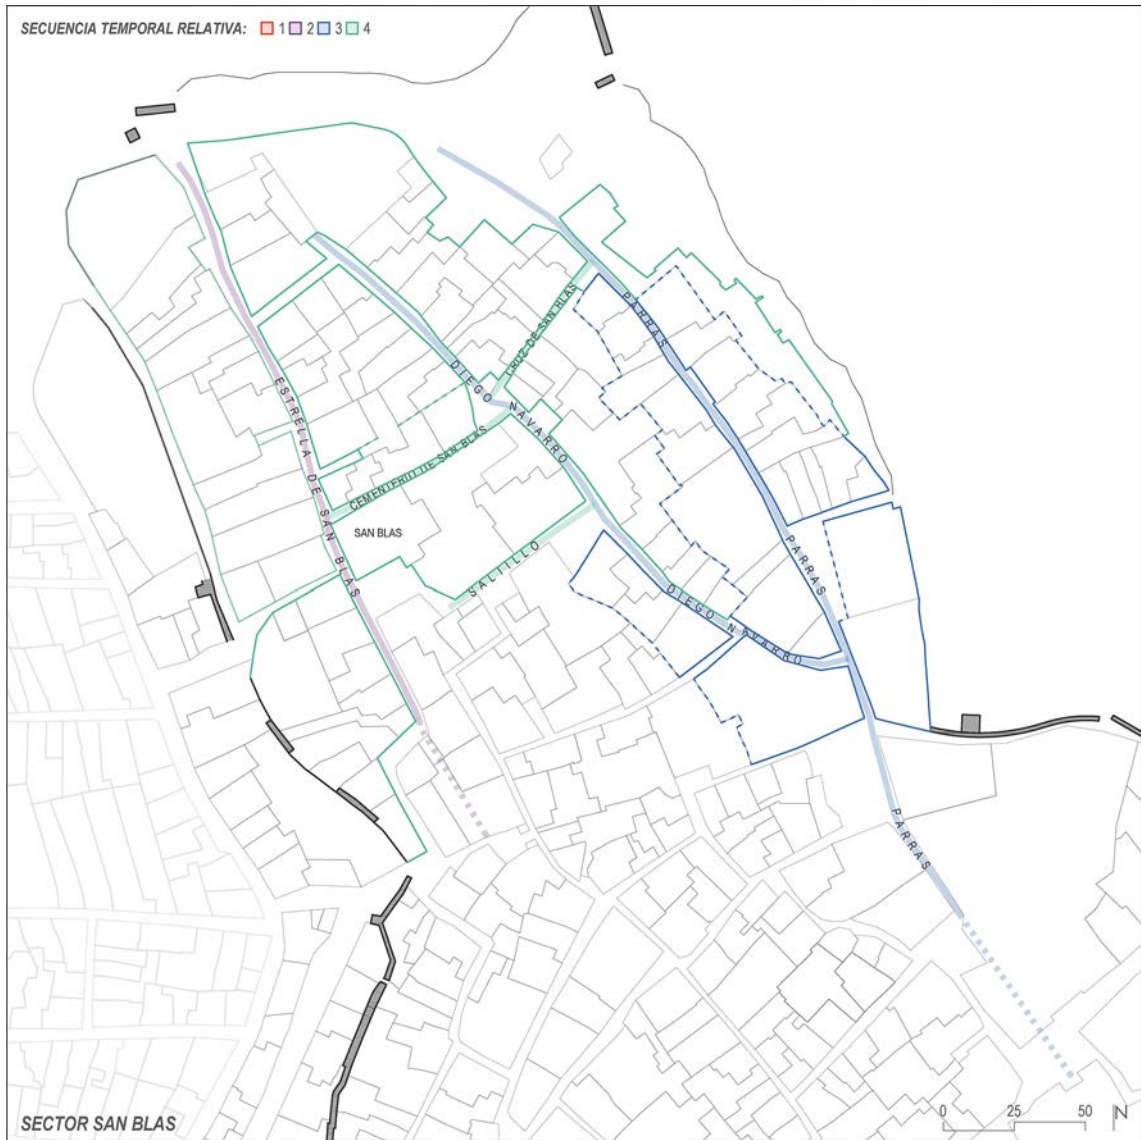 SECUENCIA TEMPORAL RELATIVA: 1 2 3 4
CRUZ DE SAN BLAS
PARRAS
DIEGO NAVARRO
ESTRELLA DE SAN BLAS
CEMENTERIO DE SAN BLAS
SAN BLAS
SALIILLO
PARRAS
DIEGO NAVARRO
PARRAS
SECTOR SAN BLAS
0 25 50 N